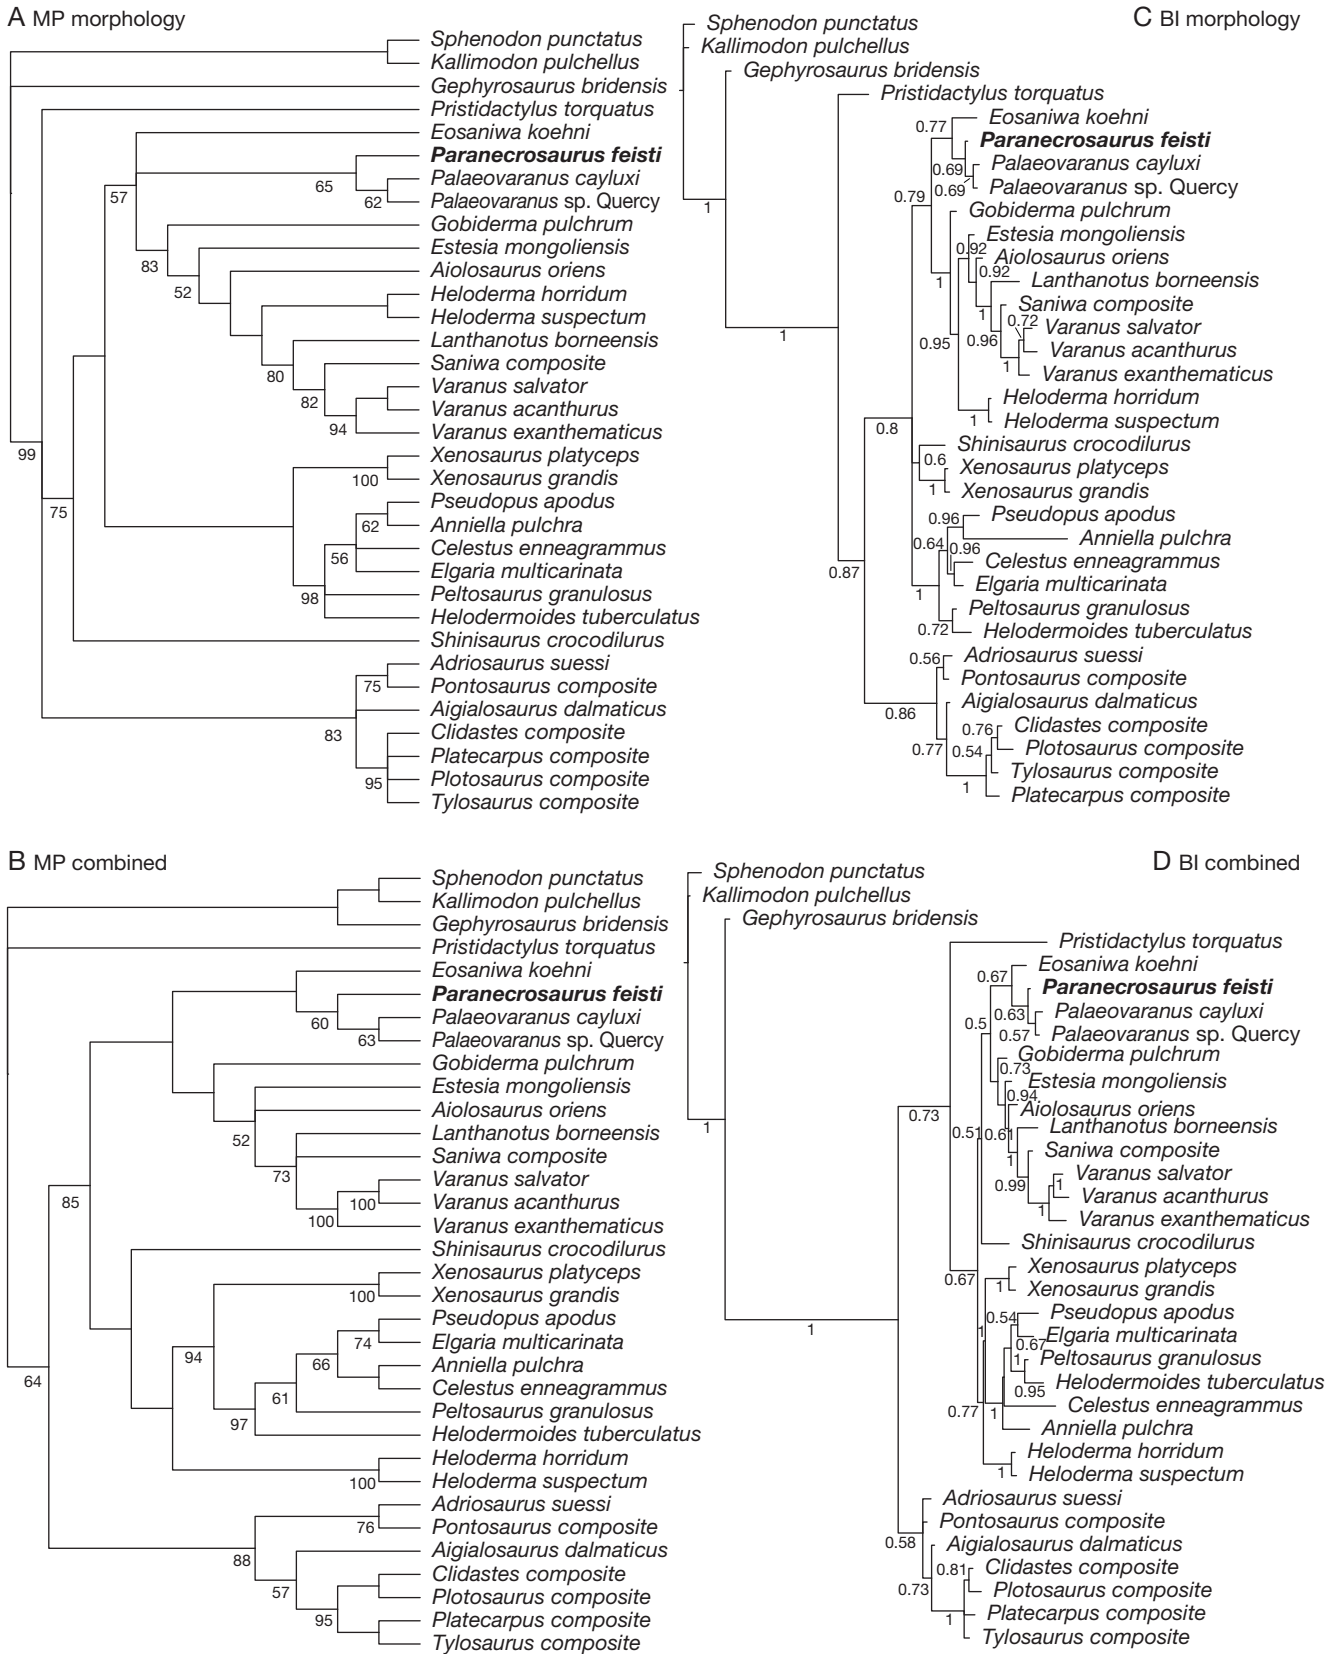 A MP morphology
Sphenodon punctatus
Kallimodon pulchellus
Gephyrosaurus bridensis
Pristidactylus torquatus
Eosaniwa koehni
Paranecrosaurus feisti
Palaeovaranus cayluxi
65
57
62
Palaeovaranus sp. Quercy
Gobiderma pulchrum
Estesia mongoliensis
83
Aiolosaurus oriens
52
Heloderma horridum
Heloderma suspectum
Lanthanotus borneensis
Saniwa composite
80
Varanus salvator
82
Varanus acanthurus
94
Varanus exanthematicus
99
Xenosaurus platyceps
100
Xenosaurus grandis
Pseudopus apodus
75
62
Anniella pulchra
Celestus enneagrammus
56
Elgaria multicarinata
98
Peltosaurus granulosus
Helodermoides tuberculatus
Shinisaurus crocodilurus
Adriosaurus suessi
75
Pontosaurus composite
Aigialosaurus dalmaticus
83
Clidastes composite
Platecarpus composite
95
Plotosaurus composite
Tylosaurus composite
C BI morphology
Sphenodon punctatus
Kallimodon pulchellus
Gephyrosaurus bridensis
Pristidactylus torquatus
Eosaniwa koehni
0.77
Paranecrosaurus feisti
0.69
Palaeovaranus cayluxi
0.69
Palaeovaranus sp. Quercy
0.79
1
Gobiderma pulchrum
Estesia mongoliensis
0.92
Aiolosaurus oriens
0.92
1
Lanthanotus borneensis
Saniwa composite
1
0.72
Varanus salvator
1
0.95
0.96
Varanus acanthurus
1
Varanus exanthematicus
Heloderma horridum
1
Heloderma suspectum
0.8
Shinisaurus crocodilurus
0.6
Xenosaurus platyceps
1
Xenosaurus grandis
Pseudopus apodus
0.96
Anniella pulchra
0.64
0.96
Celestus enneagrammus
0.87
Elgaria multicarinata
1
Peltosaurus granulosus
0.72
Helodermoides tuberculatus
0.56
Adriosaurus suessi
Pontosaurus composite
Aigialosaurus dalmaticus
0.86
0.76
Clidastes composite
0.77
0.54
Plotosaurus composite
Tylosaurus composite
1
Platecarpus composite
B MP combined
Sphenodon punctatus
Kallimodon pulchellus
Gephyrosaurus bridensis
Pristidactylus torquatus
Eosaniwa koehni
Paranecrosaurus feisti
60
Palaeovaranus cayluxi
63
Palaeovaranus sp. Quercy
Gobiderma pulchrum
Estesia mongoliensis
Aiolosaurus oriens
52
Lanthanotus borneensis
Saniwa composite
73
Varanus salvator
85
100
Varanus acanthurus
100
Varanus exanthematicus
Shinisaurus crocodilurus
Xenosaurus platyceps
100
Xenosaurus grandis
Pseudopus apodus
74
Elgaria multicarinata
94
66
Anniella pulchra
64
61
Celestus enneagrammus
97
Peltosaurus granulosus
Helodermoides tuberculatus
Heloderma horridum
100
Heloderma suspectum
Adriosaurus suessi
76
Pontosaurus composite
88
Aigialosaurus dalmaticus
57
Clidastes composite
Plotosaurus composite
95
Platecarpus composite
Tylosaurus composite
D BI combined
Sphenodon punctatus
Kallimodon pulchellus
Gephyrosaurus bridensis
Pristidactylus torquatus
Eosaniwa koehni
0.67
Paranecrosaurus feisti
0.63
Palaeovaranus cayluxi
0.5
0.57
Palaeovaranus sp. Quercy
Gobiderma pulchrum
0.73
Estesia mongoliensis
0.94
Aiolosaurus oriens
0.73
1
0.51
0.61
Lanthanotus borneensis
1
Saniwa composite
Varanus salvator
0.99
1
Varanus acanthurus
1
Varanus exanthematicus
Shinisaurus crocodilurus
0.67
Xenosaurus platyceps
1
Xenosaurus grandis
0.54
Pseudopus apodus
1
1
0.67
Elgaria multicarinata
1
Peltosaurus granulosus
0.95
Helodermoides tuberculatus
0.77
1
Celestus enneagrammus
Anniella pulchra
Heloderma horridum
1
Heloderma suspectum
Adriosaurus suessi
Pontosaurus composite
0.58
Aigialosaurus dalmaticus
0.81
Clidastes composite
0.73
Plotosaurus composite
1
Platecarpus composite
Tylosaurus composite